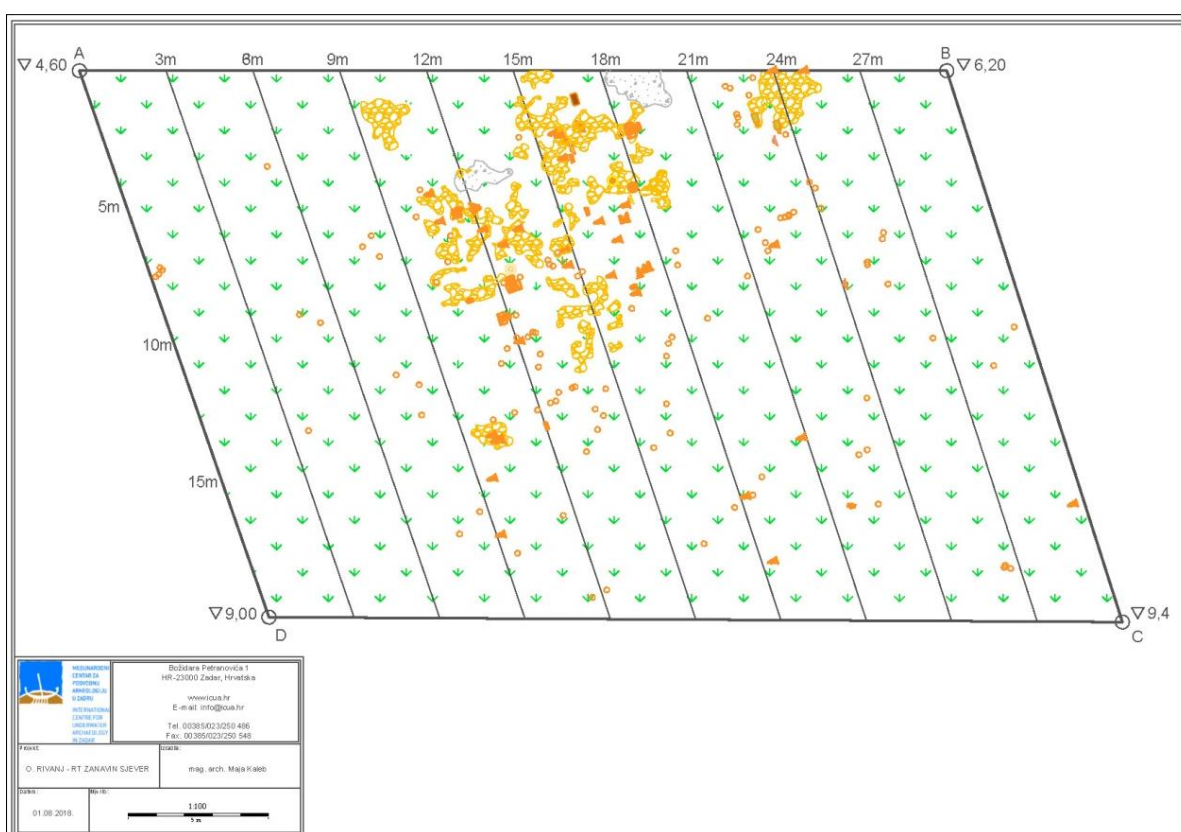 A 3m 6m 9m 12m 15m 18m 21m 24m 27m B
▽ 4,60
▽ 6,20
5m
10m
15m
▽ 9,00
D
▽ 9,4
C
MEĐUNARODNI
CENTAR ZA
PODVODNU
ARHEOLOGIJU
U ZADRU
INTERNATIONAL
CENTRE FOR
UNDERWATER
ARCHAEOLOGY
IN ZADAR
Božidara Petranovića 1
HR-23000 Zadar, Hrvatska
www.icua.hr
E-mail: info@icua.hr
Tel. 00385/023/250 486
Fax. 00385/023/250 548
Projekt:
O. RIVANJ - RT ZANAVIN SJEVER
Izradila:
mag. arch. Maja Kaleb
Datum:
01.08.2018.
Mjerilo:
1:100
5 m